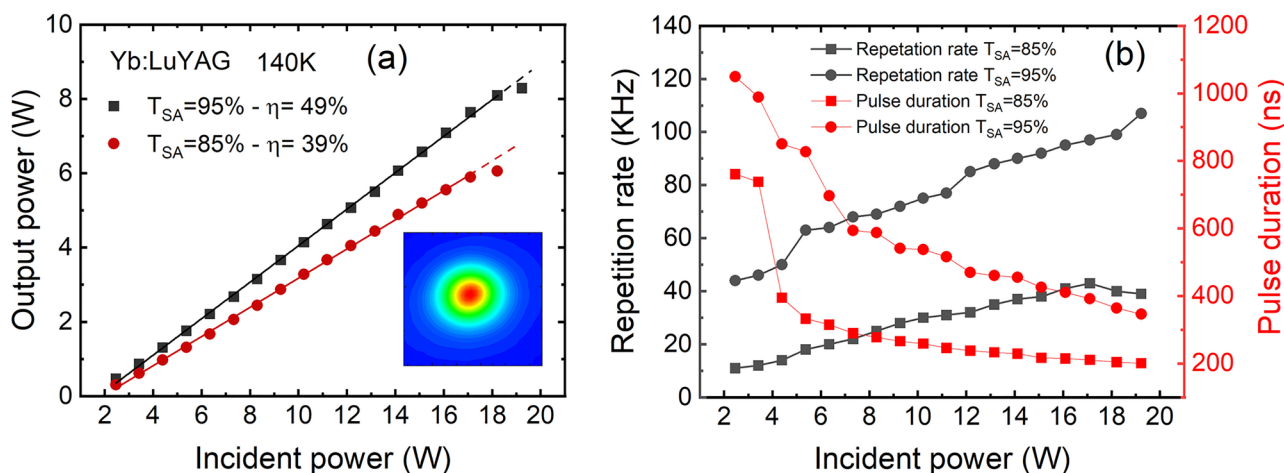 (a)
Yb:LuYAG 140K
T_SA=95% - η= 49%
T_SA=85% - η= 39%
Output power (W)
10
8
6
4
2
0
2 4 6 8 10 12 14 16 18 20
Incident power (W)
(b)
Repetation rate T_SA=85%
Repetation rate T_SA=95%
Pulse duration T_SA=85%
Pulse duration T_SA=95%
Repetition rate (KHz)
140
120
100
80
60
40
20
0
2 4 6 8 10 12 14 16 18 20
Incident power (W)
1200
1000
800
600
400
200
Pulse duration (ns)